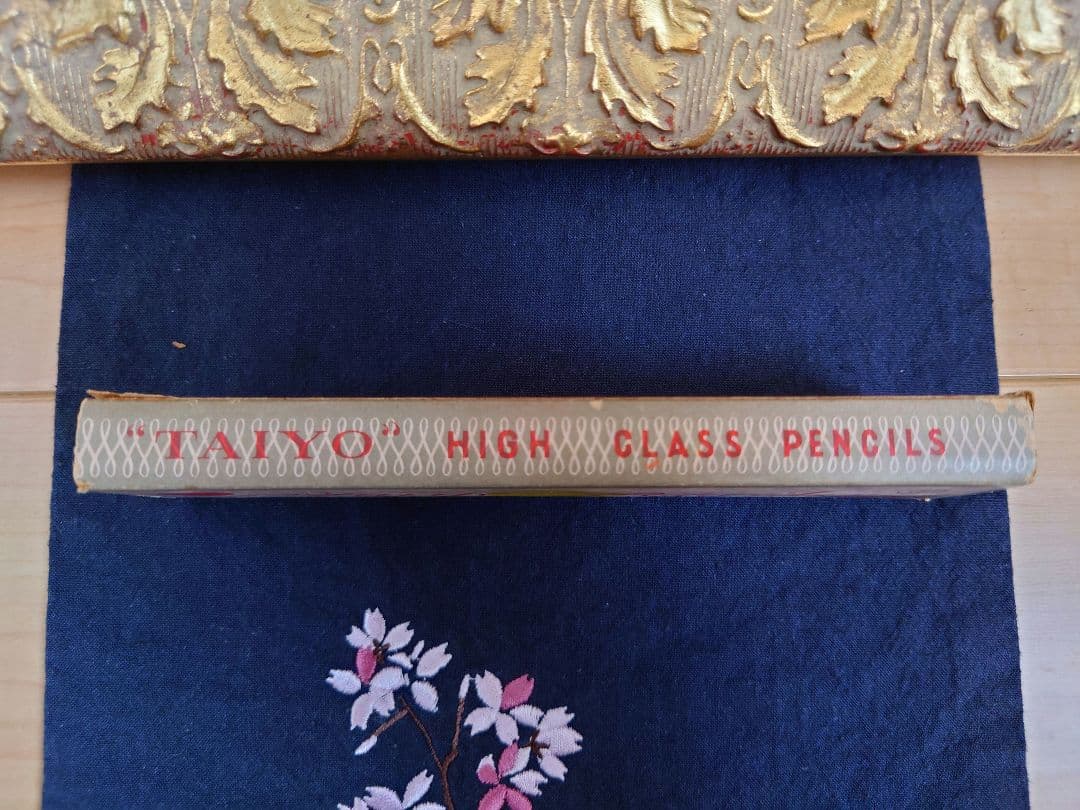 “TAIYO” HIGH CLASS PENCILS